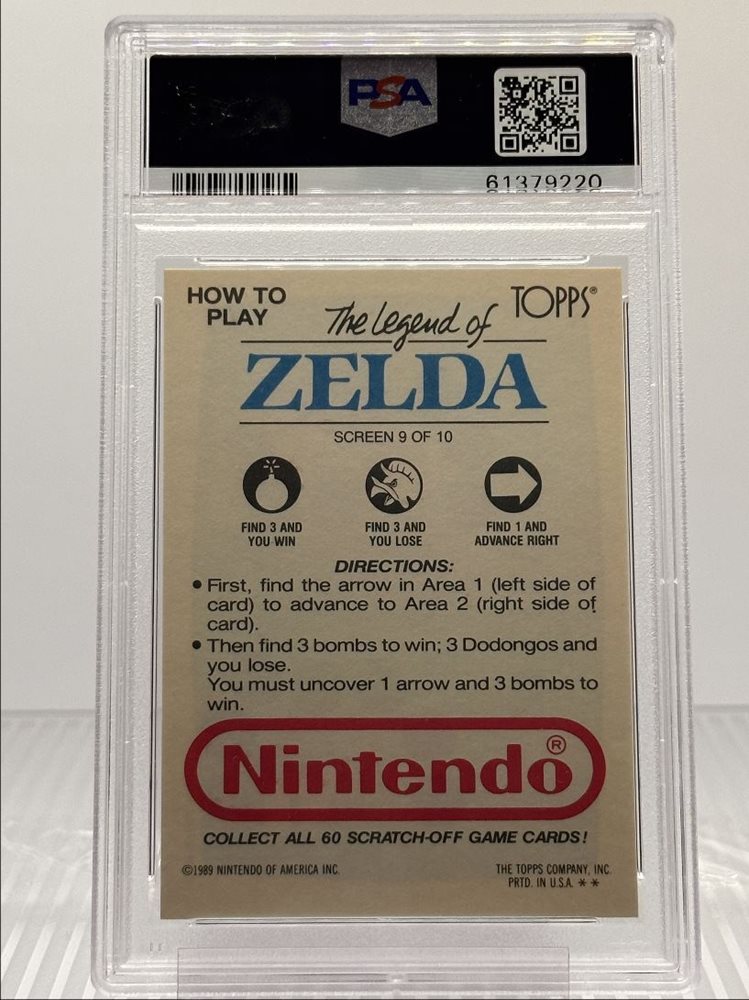 PSA
61379220
HOW TO
PLAY
The Legend of
TOPPS®
ZELDA
SCREEN 9 OF 10
FIND 3 AND
YOU WIN
FIND 3 AND
YOU LOSE
FIND 1 AND
ADVANCE RIGHT
DIRECTIONS:
• First, find the arrow in Area 1 (left side of
card) to advance to Area 2 (right side of
card).
• Then find 3 bombs to win; 3 Dodongos and
you lose.
You must uncover 1 arrow and 3 bombs to
win.
Nintendo®
COLLECT ALL 60 SCRATCH-OFF GAME CARDS!
©1989 NINTENDO OF AMERICA INC.
THE TOPPS COMPANY, INC.
PRTD. IN U.S.A. * *